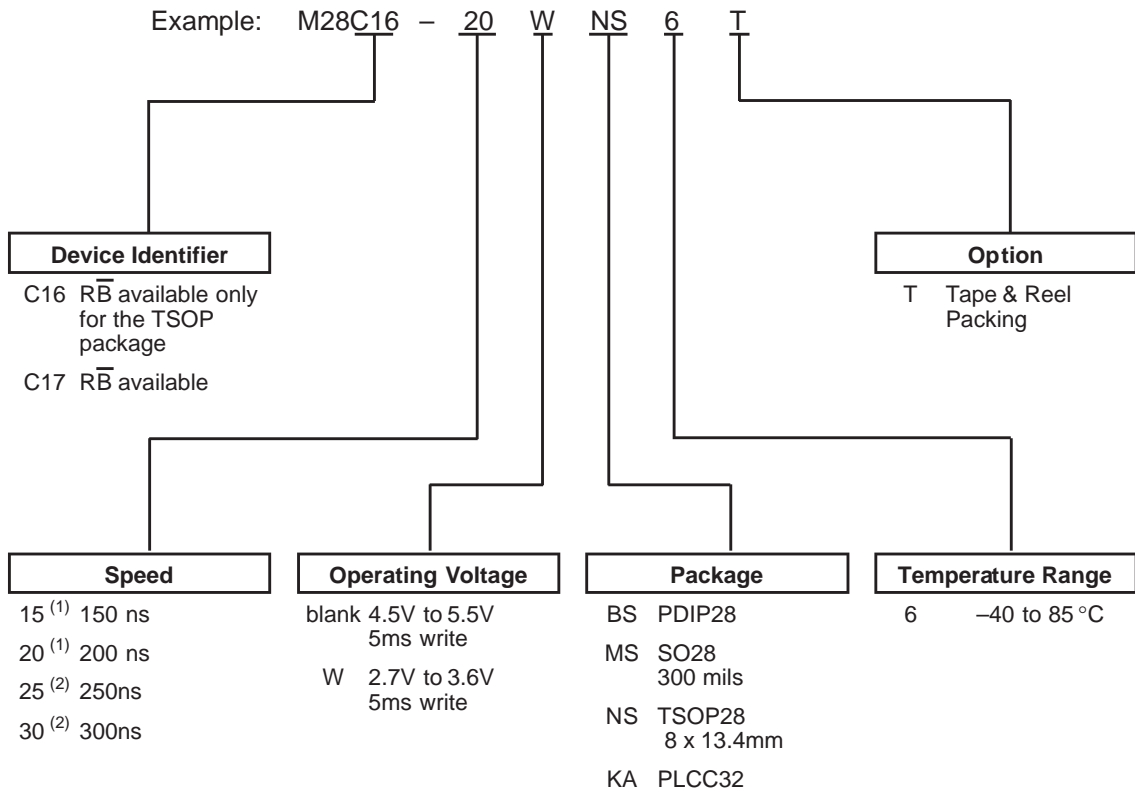 Example: M28C16 – 20 W NS 6 T
Device Identifier
C16 RB̅ available only
for the TSOP
package
C17 RB̅ available
Option
T Tape & Reel
Packing
Speed
15 (1) 150 ns
20 (1) 200 ns
25 (2) 250ns
30 (2) 300ns
Operating Voltage
blank 4.5V to 5.5V
5ms write
W 2.7V to 3.6V
5ms write
Package
BS PDIP28
MS SO28
300 mils
NS TSOP28
8 x 13.4mm
KA PLCC32
Temperature Range
6 –40 to 85 °C